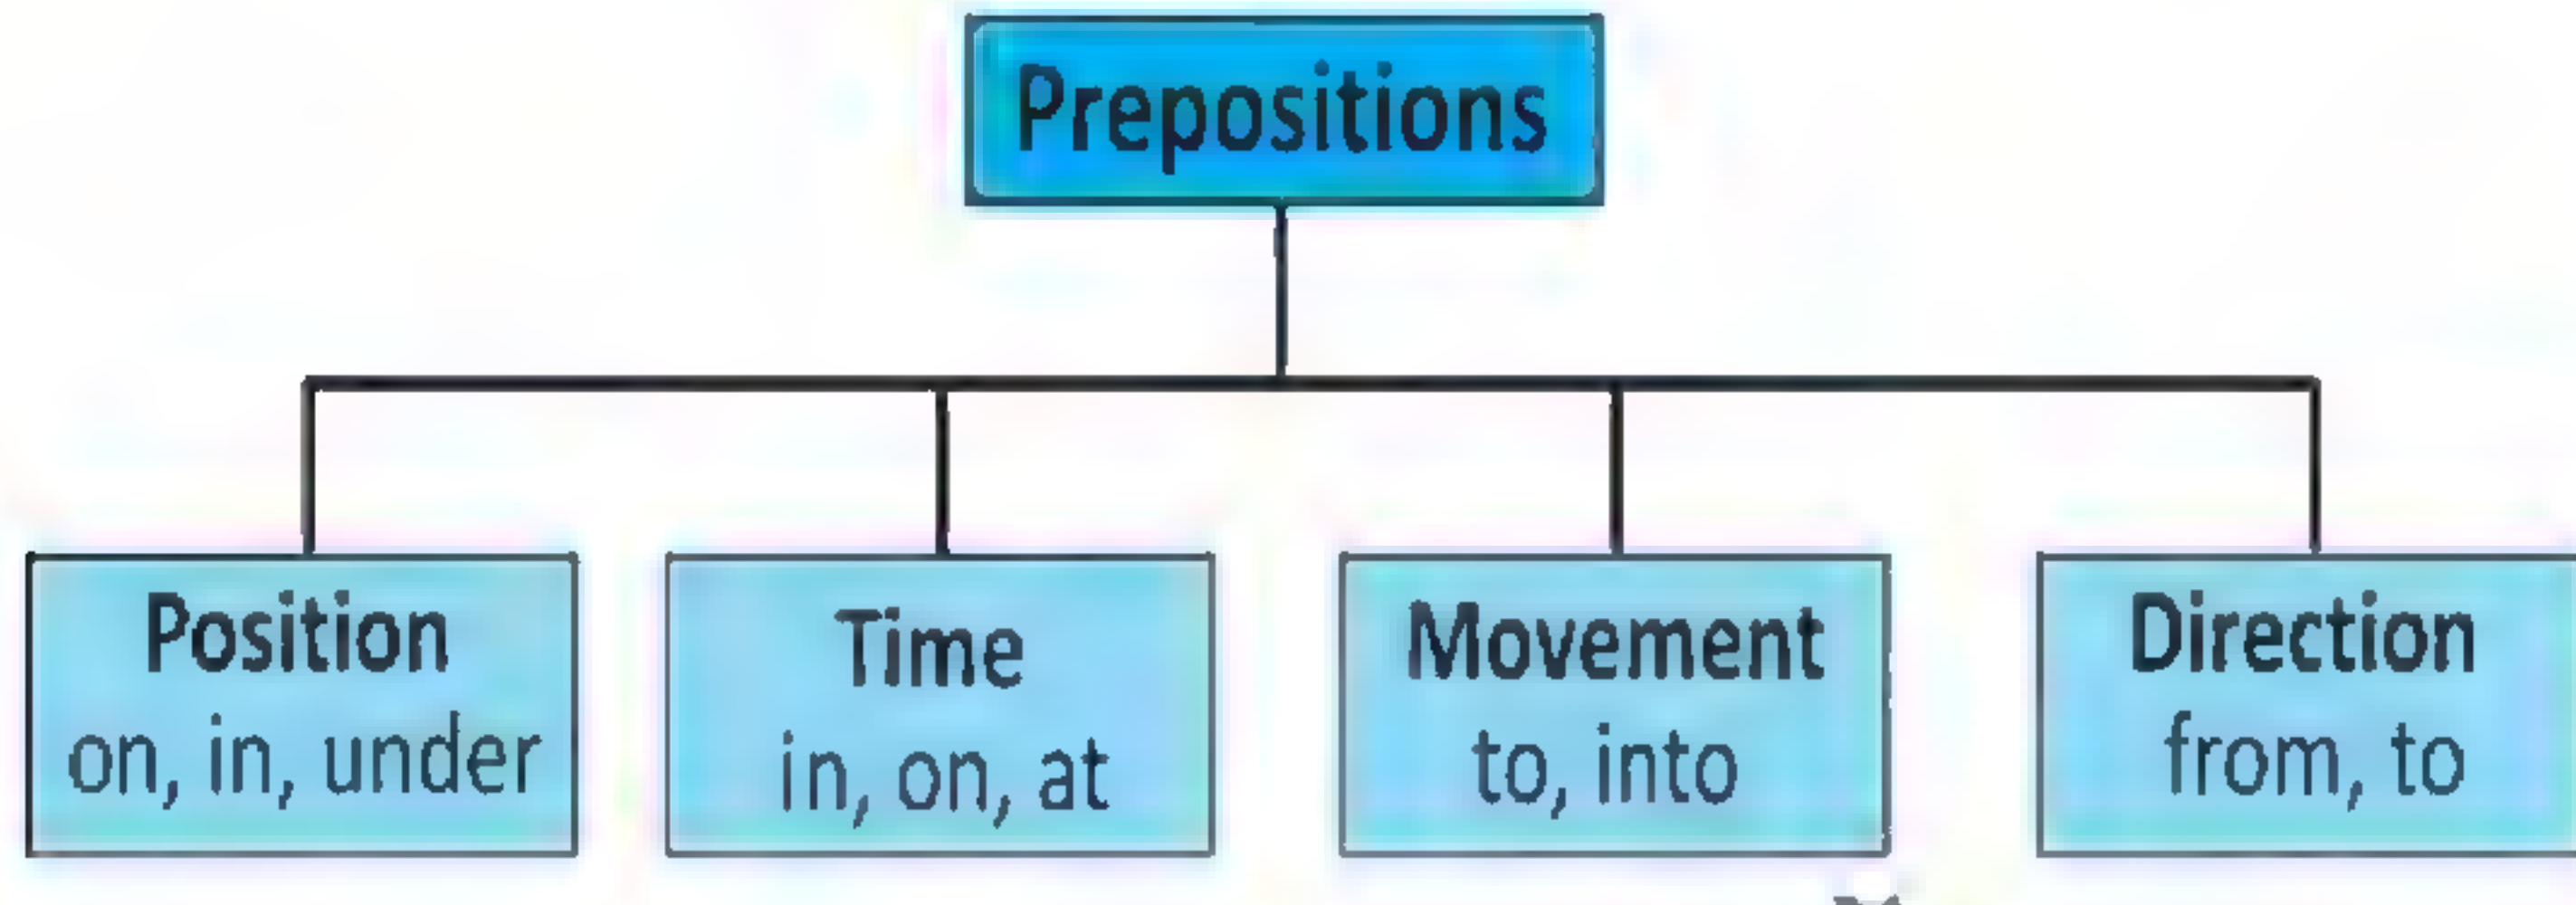 Prepositions
Position
on, in, under
Time
in, on, at
Movement
to, into
Direction
from, to